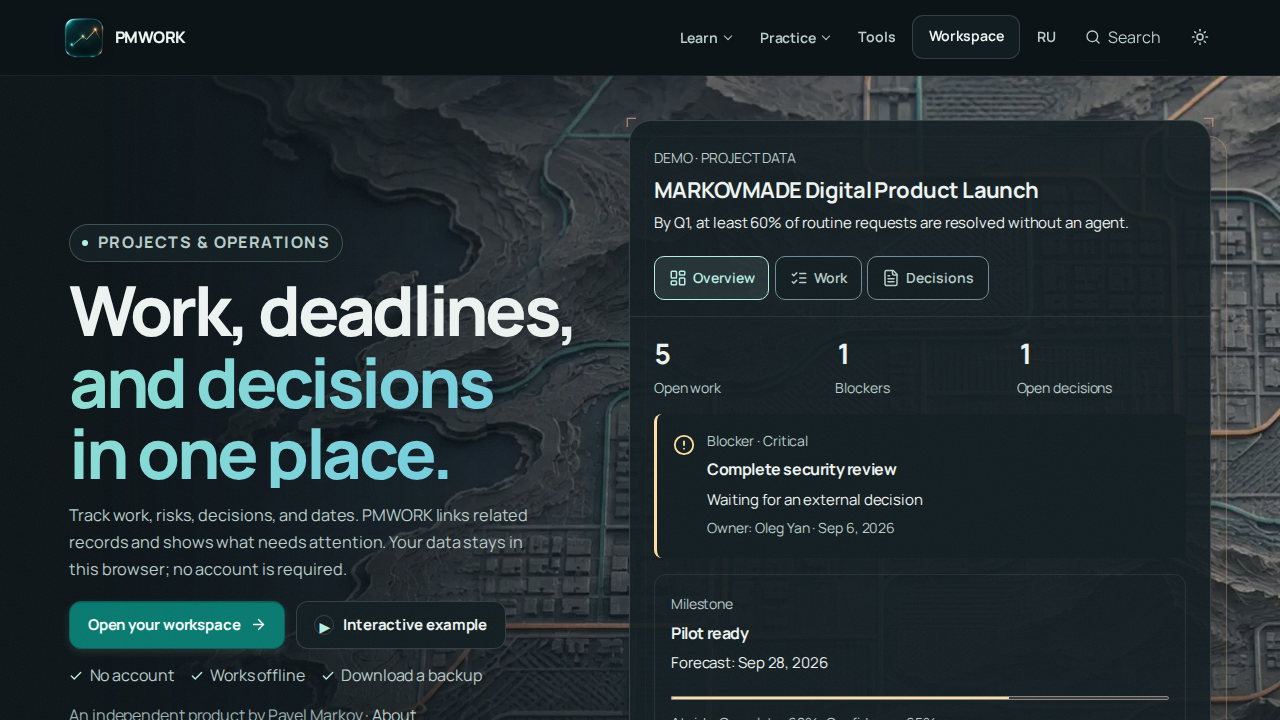 PMWORK
Learn
Practice
Tools
Workspace
RU
Search
PROJECTS & OPERATIONS
Work, deadlines,
and decisions
in one place.
Track work, risks, decisions, and dates. PMWORK links related
records and shows what needs attention. Your data stays in
this browser; no account is required.
Open your workspace
Interactive example
No account
Works offline
Download a backup
An independent product by Pavel Markov · About
DEMO · PROJECT DATA
MARKOVMADE Digital Product Launch
By Q1, at least 60% of routine requests are resolved without an agent.
Overview
Work
Decisions
5
Open work
1
Blockers
1
Open decisions
Blocker · Critical
Complete security review
Waiting for an external decision
Owner: Oleg Yan · Sep 6, 2026
Milestone
Pilot ready
Forecast: Sep 28, 2026